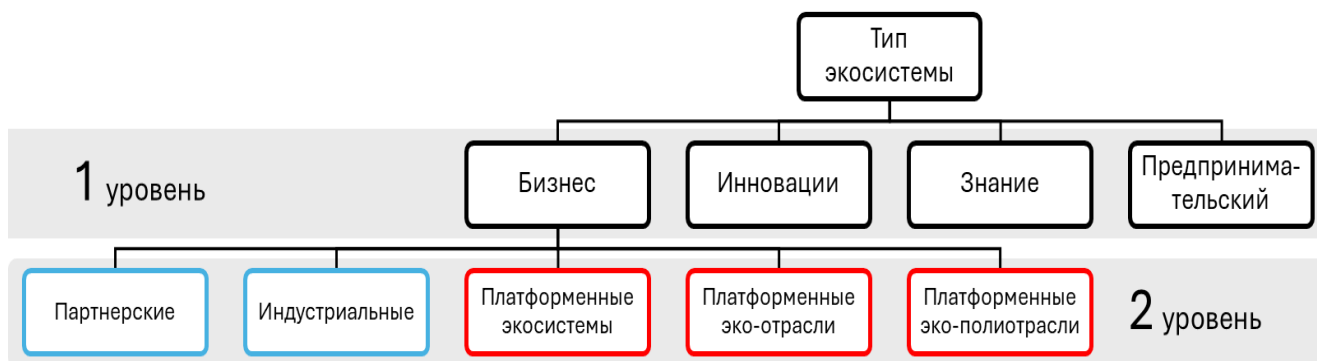 Тип
экосистемы
1 уровень
Бизнес
Инновации
Знание
Предпринима-
тельский
Партнерские
Индустриальные
Платформенные
экосистемы
Платформенные
эко-отрасли
Платформенные
эко-полиотрасли
2 уровень